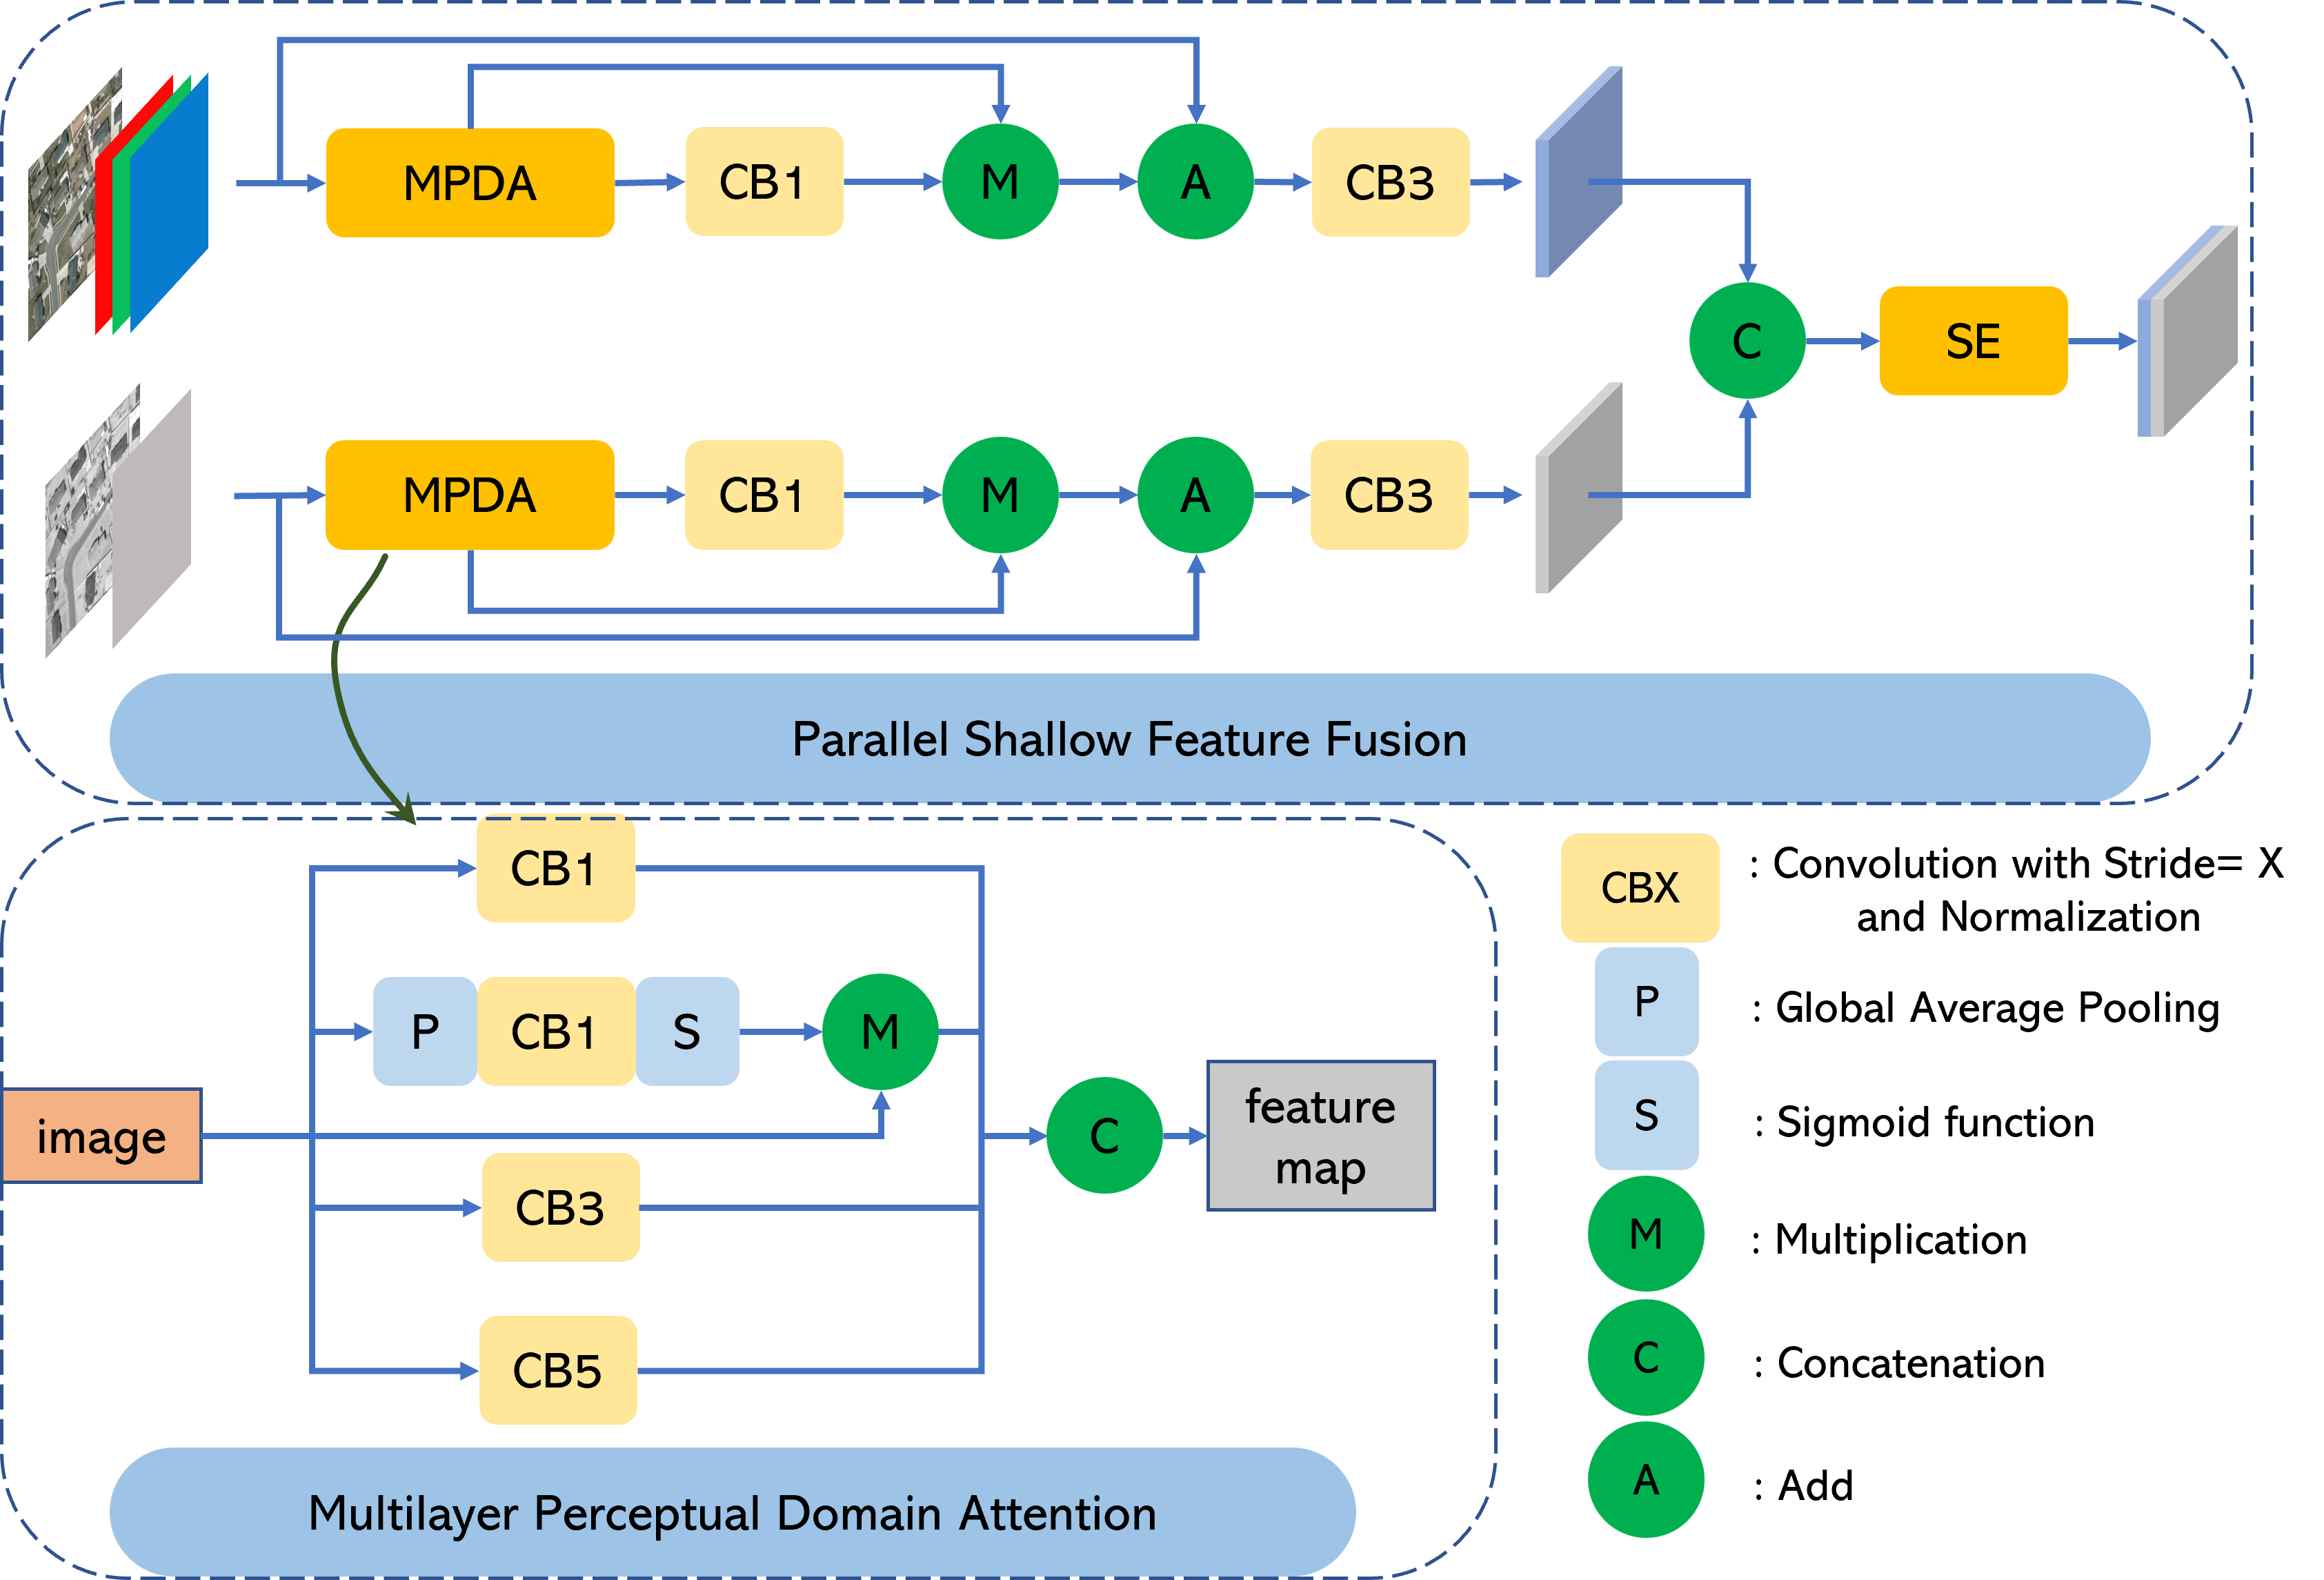 MPDA
CB1
M
A
CB3
C
SE
MPDA
CB1
M
A
CB3
Parallel Shallow Feature Fusion
CB1
P
CB1
S
M
image
C
feature
map
CB3
CB5
Multilayer Perceptual Domain Attention
CBX
: Convolution with Stride= X
and Normalization
P
: Global Average Pooling
S
: Sigmoid function
M
: Multiplication
C
: Concatenation
A
: Add